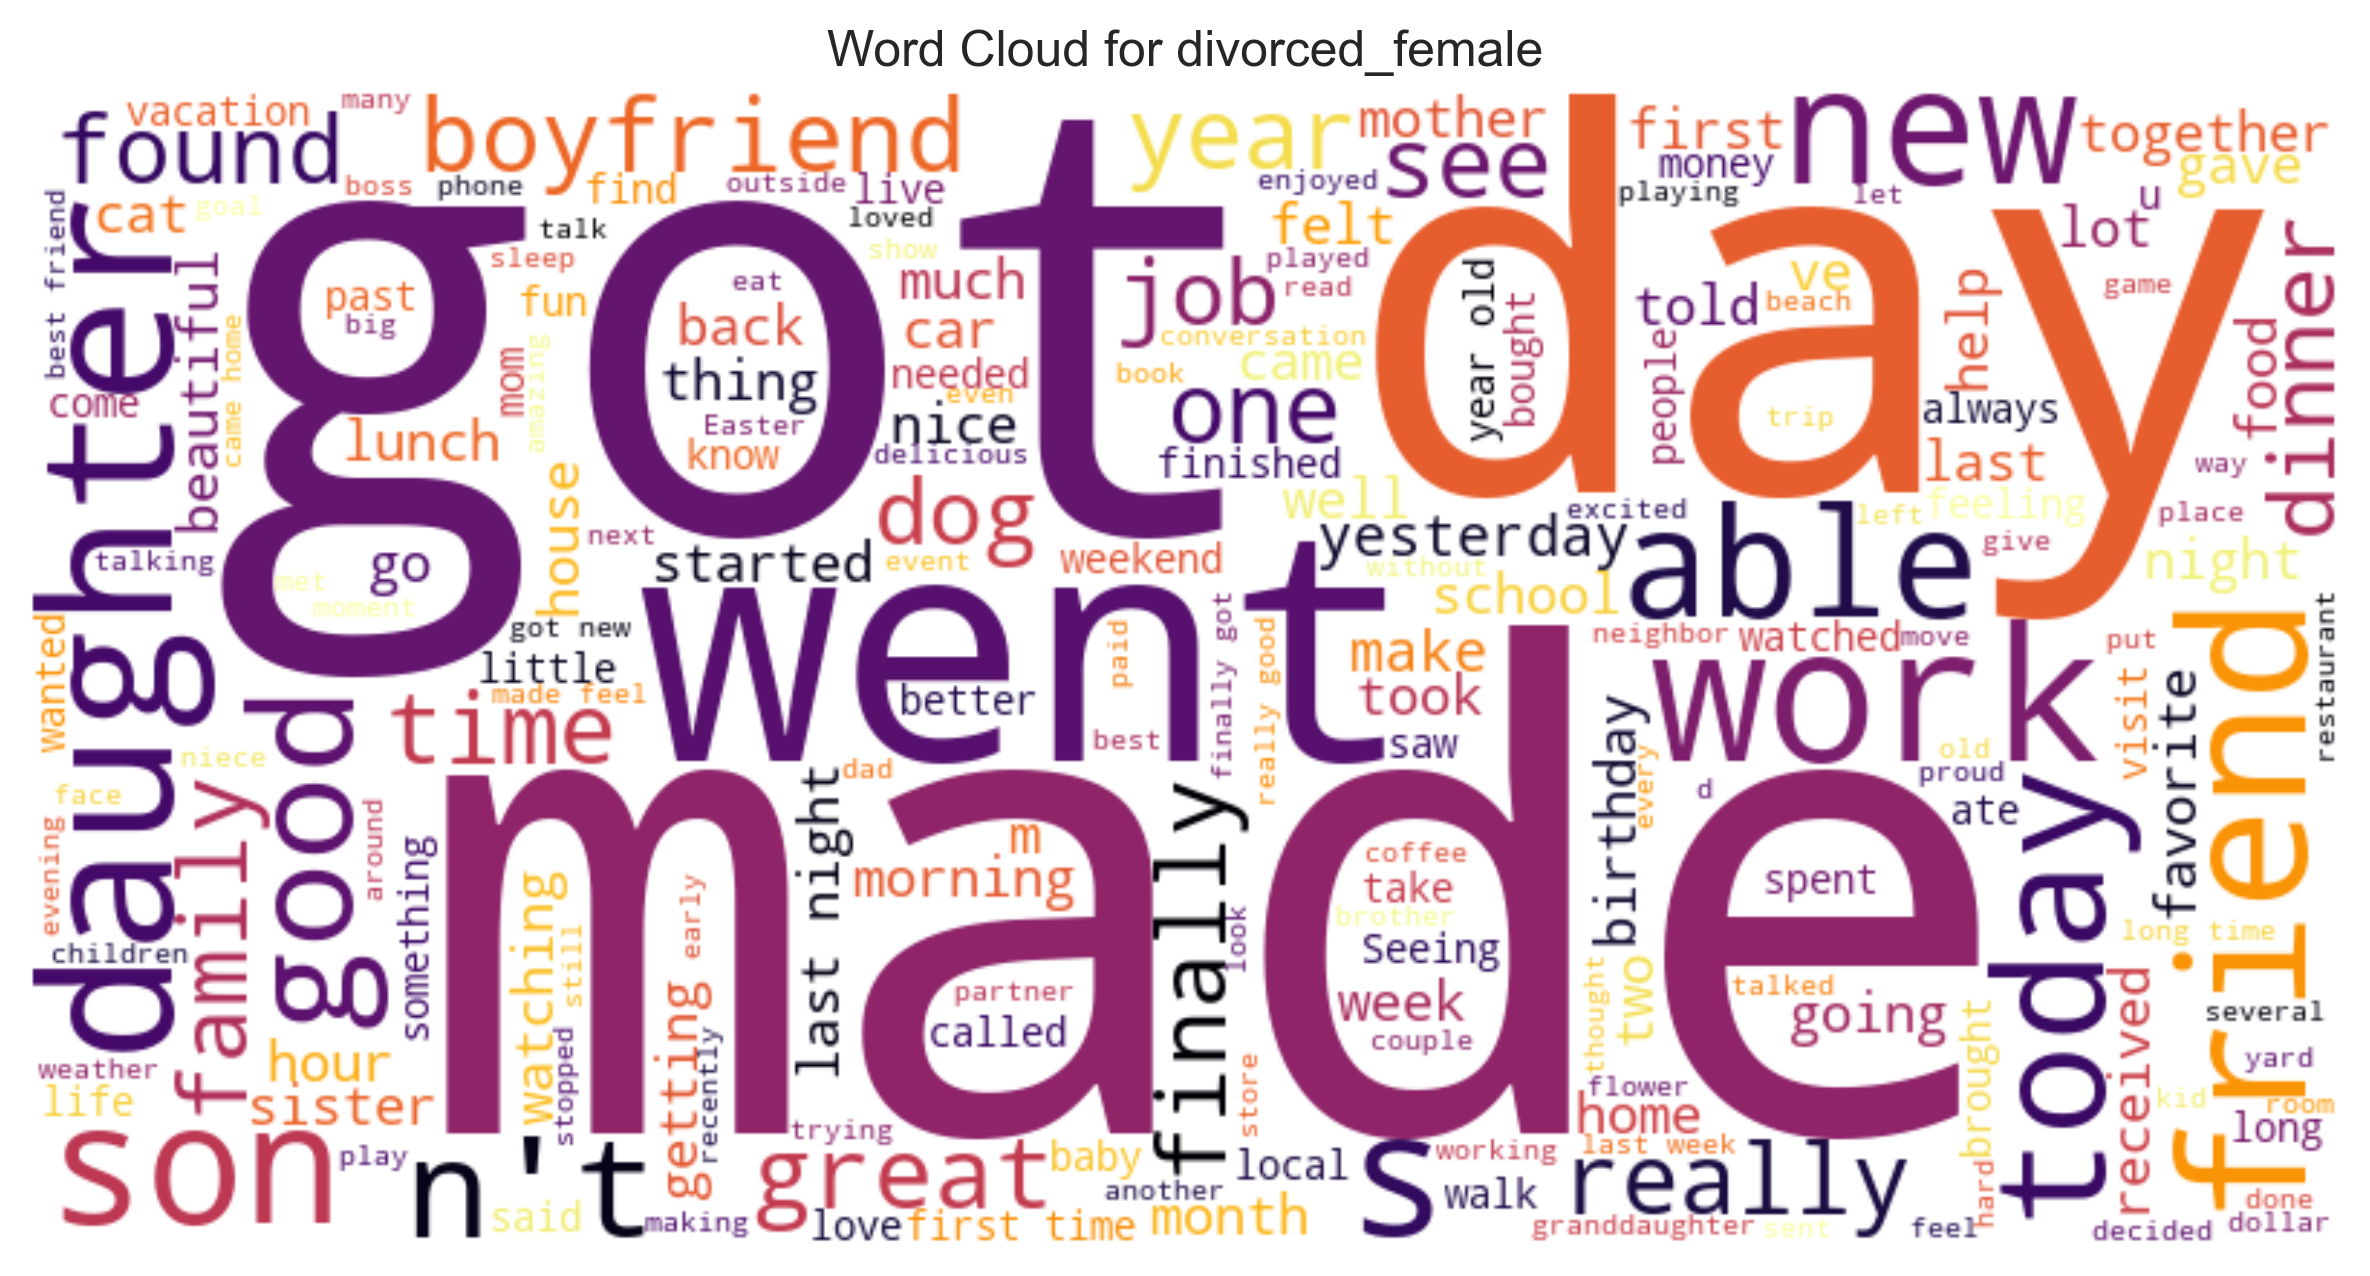 Word Cloud for divorced_female
vacation
many
found
boyfriend
year
mother
see
first
money
new
together
gave
boss
phone
find
outside
live
enjoyed
playing
let
u
cat
goal
talk
loved
felt
lot
best friend
daughter
beautiful
got
day
sleep
show
played
past
big
fun
eat
back
thing
Easter
know
much
car
needed
even
nice
delicious
job
read
conversation
book
came
one
finished
year old
bought
told
people
ve
beach
trip
help
always
last
game
food
dinner
way
come
came home
mom
amazing
lunch
house
next
dog
well
yesterday
excited
able
left
feeling
place
give
night
talking
go
met
moment
started
event
weekend
without
school
wanted
got new
little
made feel
went
better
paid
best
finally got
really good
make
took
saw
neighbor
watched
move
work
put
visit
favorite
friend
restaurant
good
time
niece
face
family
evening
around
something
children
made
dad
last night
m
morning
finally
look
coffee
take
brother
Seeing
week
couple
birthday
every
d
old
proud
ate
today
spent
talked
going
long time
several
yard
watching
still
early
getting
recently
stopped
partner
called
store
thought
two
flower
home
brought
received
kid
room
long
weather
life
hour
sister
son
play
n't
said
making
trying
great
love
first time
baby
another
month
local
s
working
walk
last week
really
granddaughter
sent
feel
hard
decided
done
dollar